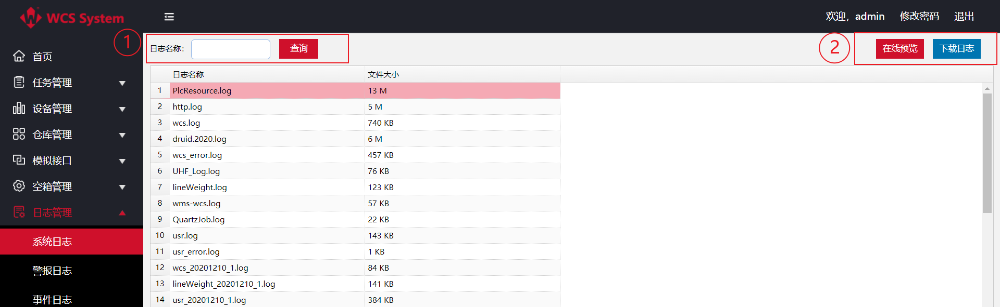 WCS System
欢迎，admin 修改密码 退出
1
日志名称： 查询
2
在线预览 下载日志
首页
任务管理
设备管理
仓库管理
模拟接口
空箱管理
日志管理
系统日志
警报日志
事件日志
日志名称 文件大小
1 PlcResource.log 13 M
2 http.log 5 M
3 wcs.log 740 KB
4 druid.2020.log 6 M
5 wcs_error.log 457 KB
6 UHF_Log.log 76 KB
7 lineWeight.log 123 KB
8 wms-wcs.log 57 KB
9 QuartzJob.log 22 KB
10 usr.log 143 KB
11 usr_error.log 1 KB
12 wcs_20201210_1.log 84 KB
13 lineWeight_20201210_1.log 141 KB
14 usr_20201210_1.log 384 KB